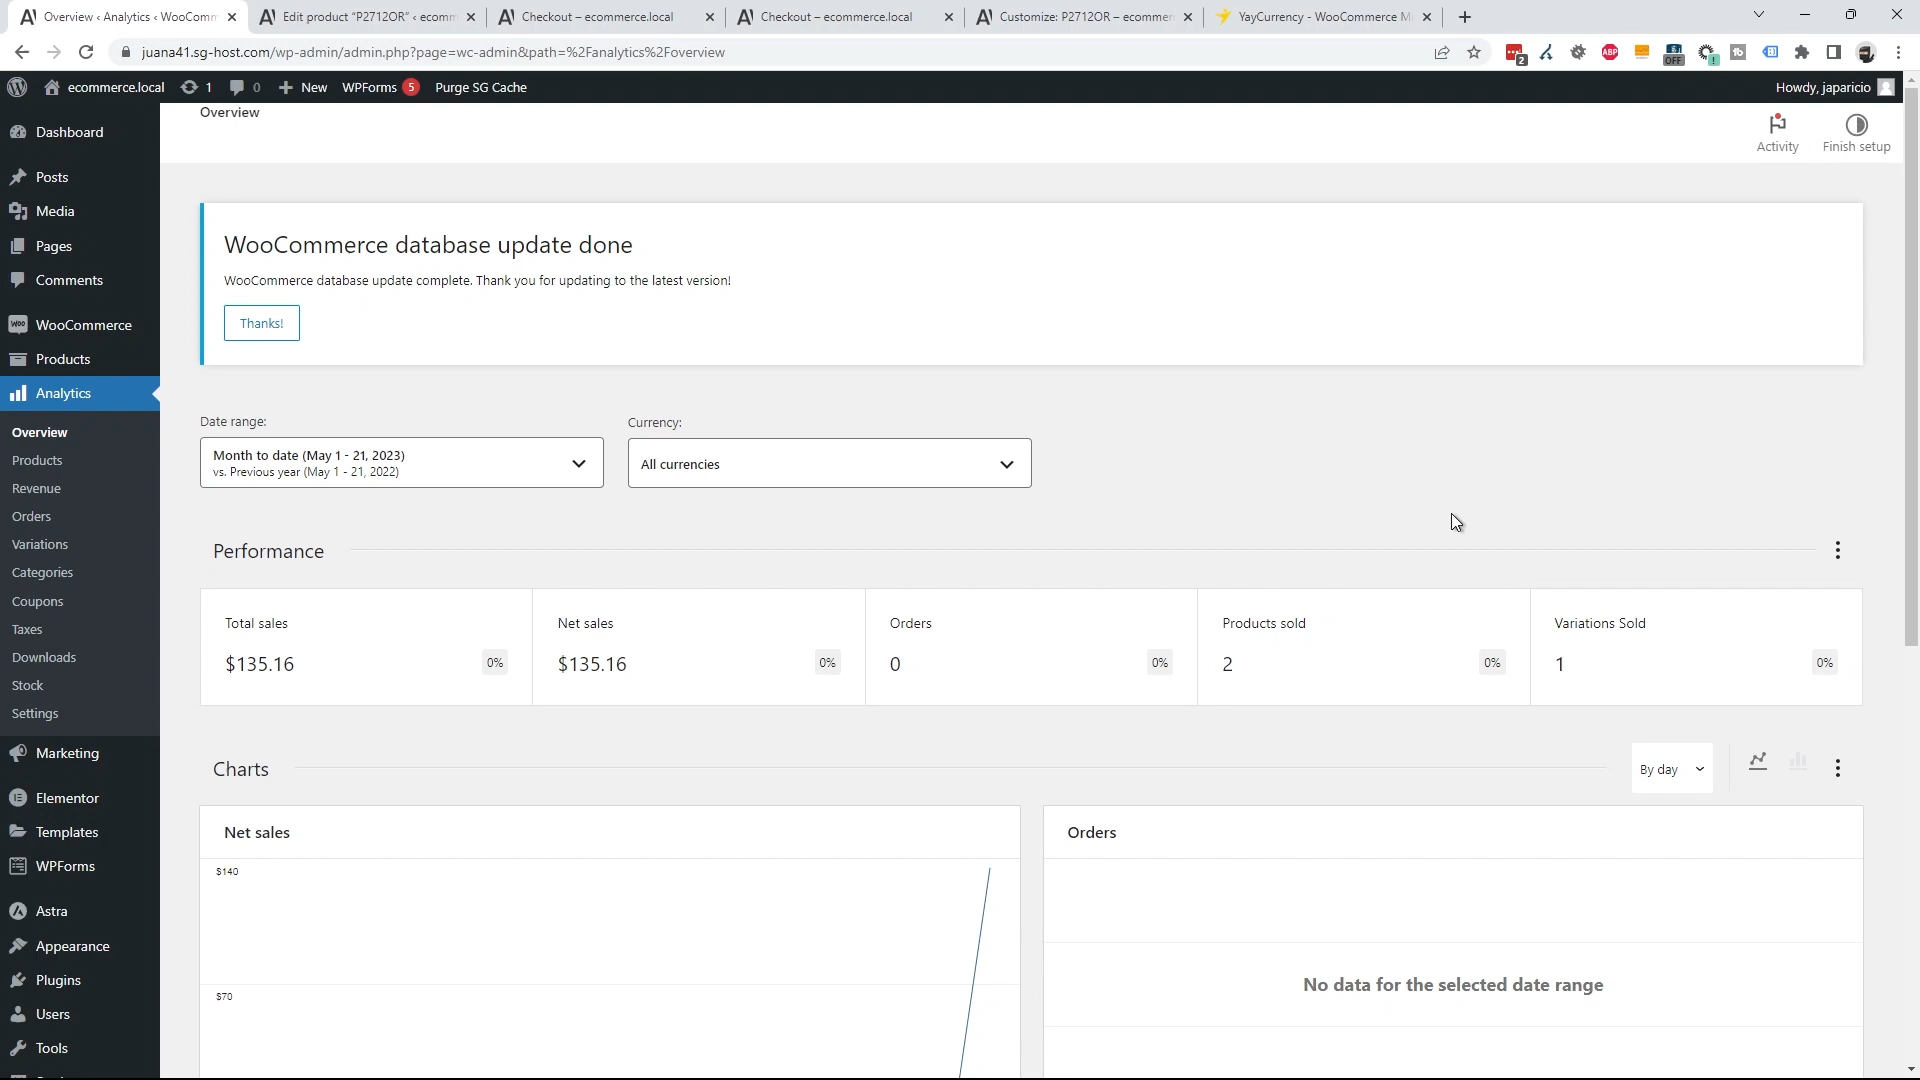 Overview ‹ Analytics ‹ WooComm
Edit product "P2712OR" ‹ ecomm
Checkout – ecommerce.local
Checkout – ecommerce.local
Customize: P2712OR – ecommer
YayCurrency - WooCommerce M
juana41.sg-host.com/wp-admin/admin.php?page=wc-admin&path=%2Fanalytics%2Foverview
2
ABP
OFF
ecommerce.local
1
0
New
WPForms 5
Purge SG Cache
Howdy, japaricio
Dashboard
Posts
Media
Pages
Comments
WooCommerce
Products
Analytics
Overview
Products
Revenue
Orders
Variations
Categories
Coupons
Taxes
Downloads
Stock
Settings
Marketing
Elementor
Templates
WPForms
Astra
Appearance
Plugins
Users
Tools
Overview
Activity
Finish setup
WooCommerce database update done
WooCommerce database update complete. Thank you for updating to the latest version!
Thanks!
Date range:
Month to date (May 1 - 21, 2023)
vs. Previous year (May 1 - 21, 2022)
Currency:
All currencies
Performance
Total sales
$135.16
0%
Net sales
$135.16
0%
Orders
0
0%
Products sold
2
0%
Variations Sold
1
0%
Charts
By day
Net sales
$140
$70
Orders
No data for the selected date range